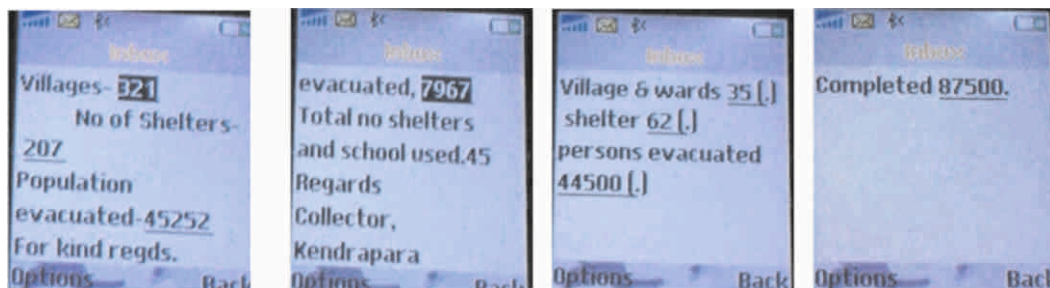 Inbox
Villages- 321
No of Shelters-
207
Population
evacuated-45252
For kind regds.
Options Back
Inbox
evacuated, 7967
Total no shelters
and school used.45
Regards
Collector,
Kendrapara
Options Back
Inbox
Village & wards 35 (.)
shelter 62 (.)
persons evacuated
44500 (.)
Options Back
Inbox
Completed 87500.
Options Back